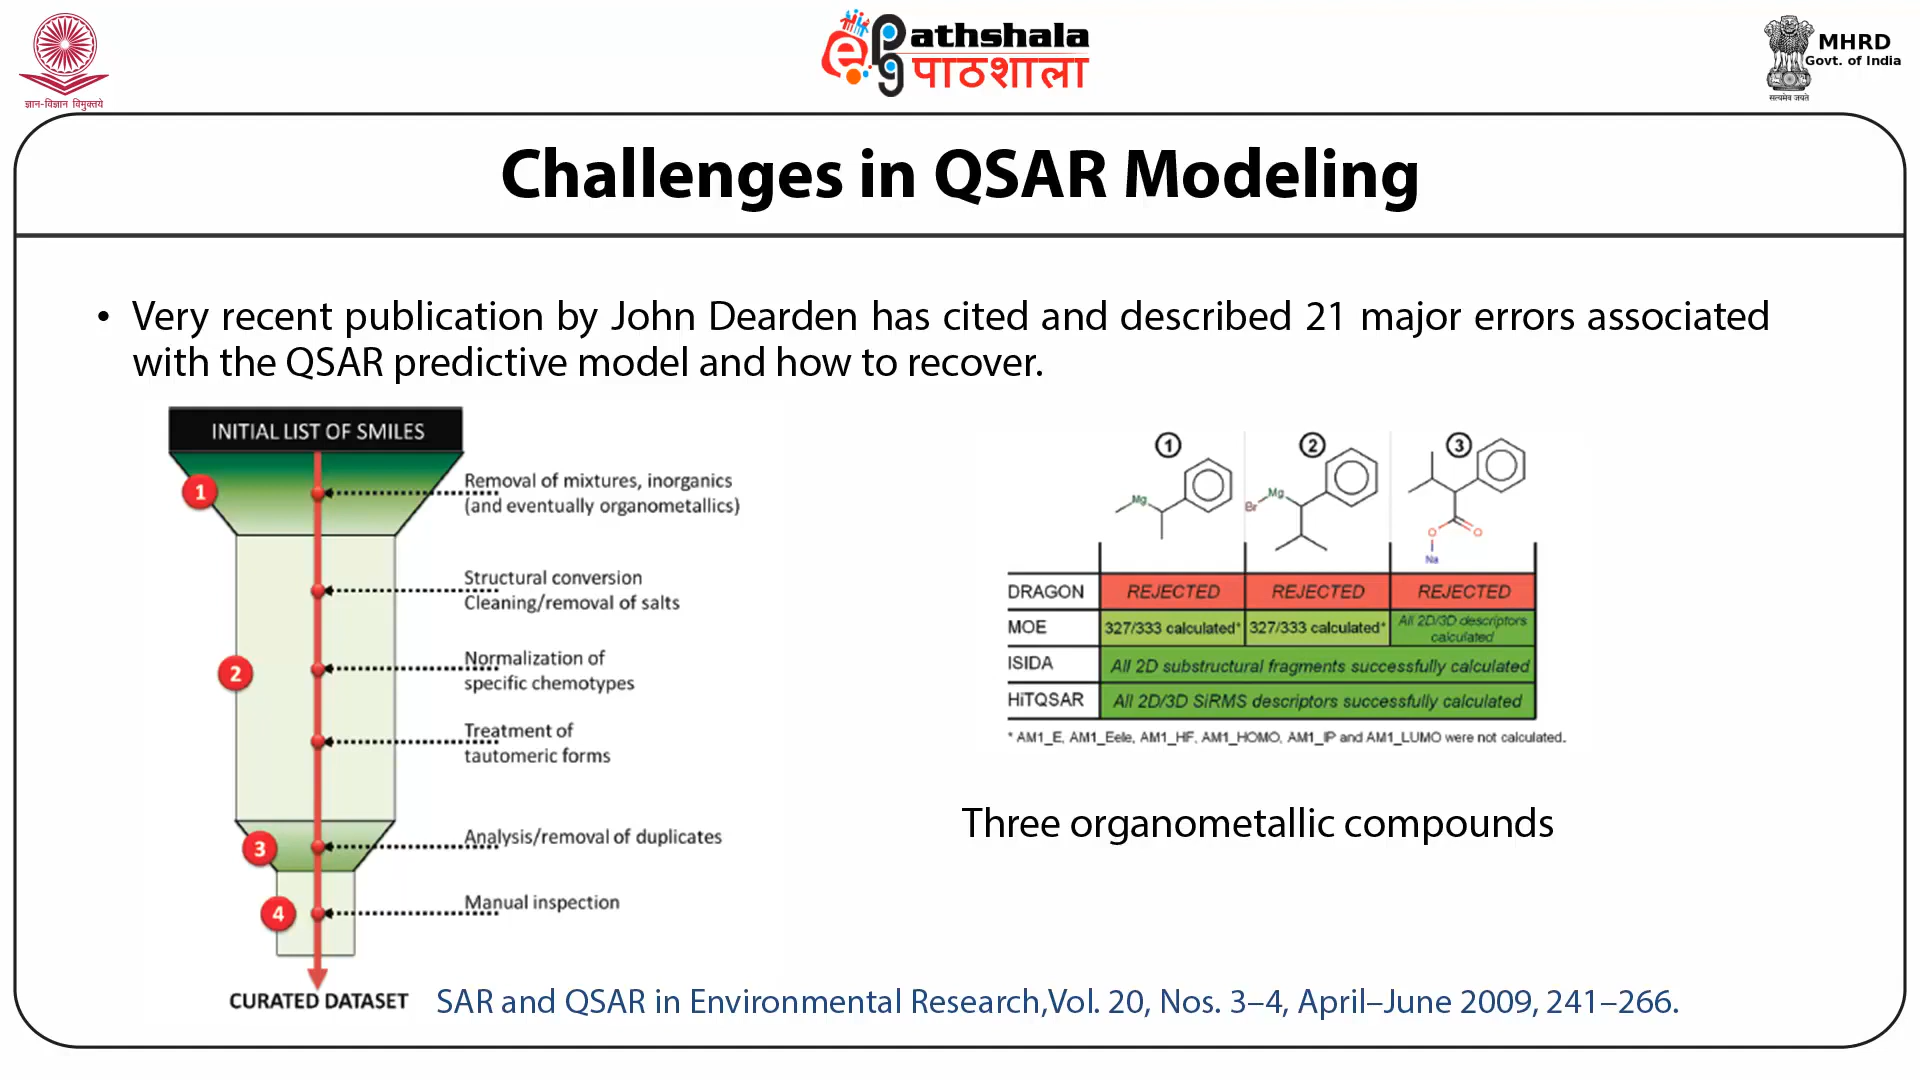 ज्ञान-विज्ञान विमुक्तये
e
Pathshala
पाठशाला
सत्यमेव जयते
MHRD
Govt. of India
Challenges in QSAR Modeling
• Very recent publication by John Dearden has cited and described 21 major errors associated
with the QSAR predictive model and how to recover.
INITIAL LIST OF SMILES
1
Removal of mixtures, inorganics
(and eventually organometallics)
Structural conversion
Cleaning/removal of salts
2
Normalization of
specific chemotypes
Treatment of
tautomeric forms
3
Analysis/removal of duplicates
4
Manual inspection
CURATED DATASET
1 2 3
Mg
Br Mg
O O
Na
DRAGON REJECTED REJECTED REJECTED
MOE 327/333 calculated* 327/333 calculated* All 2D/3D descriptors
calculated
ISIDA All 2D substructural fragments successfully calculated
HiTQSAR All 2D/3D SiRMS descriptors successfully calculated
* AM1_E, AM1_Eele, AM1_HF, AM1_HOMO, AM1_IP and AM1_LUMO were not calculated.
Three organometallic compounds
SAR and QSAR in Environmental Research,Vol. 20, Nos. 3–4, April–June 2009, 241–266.